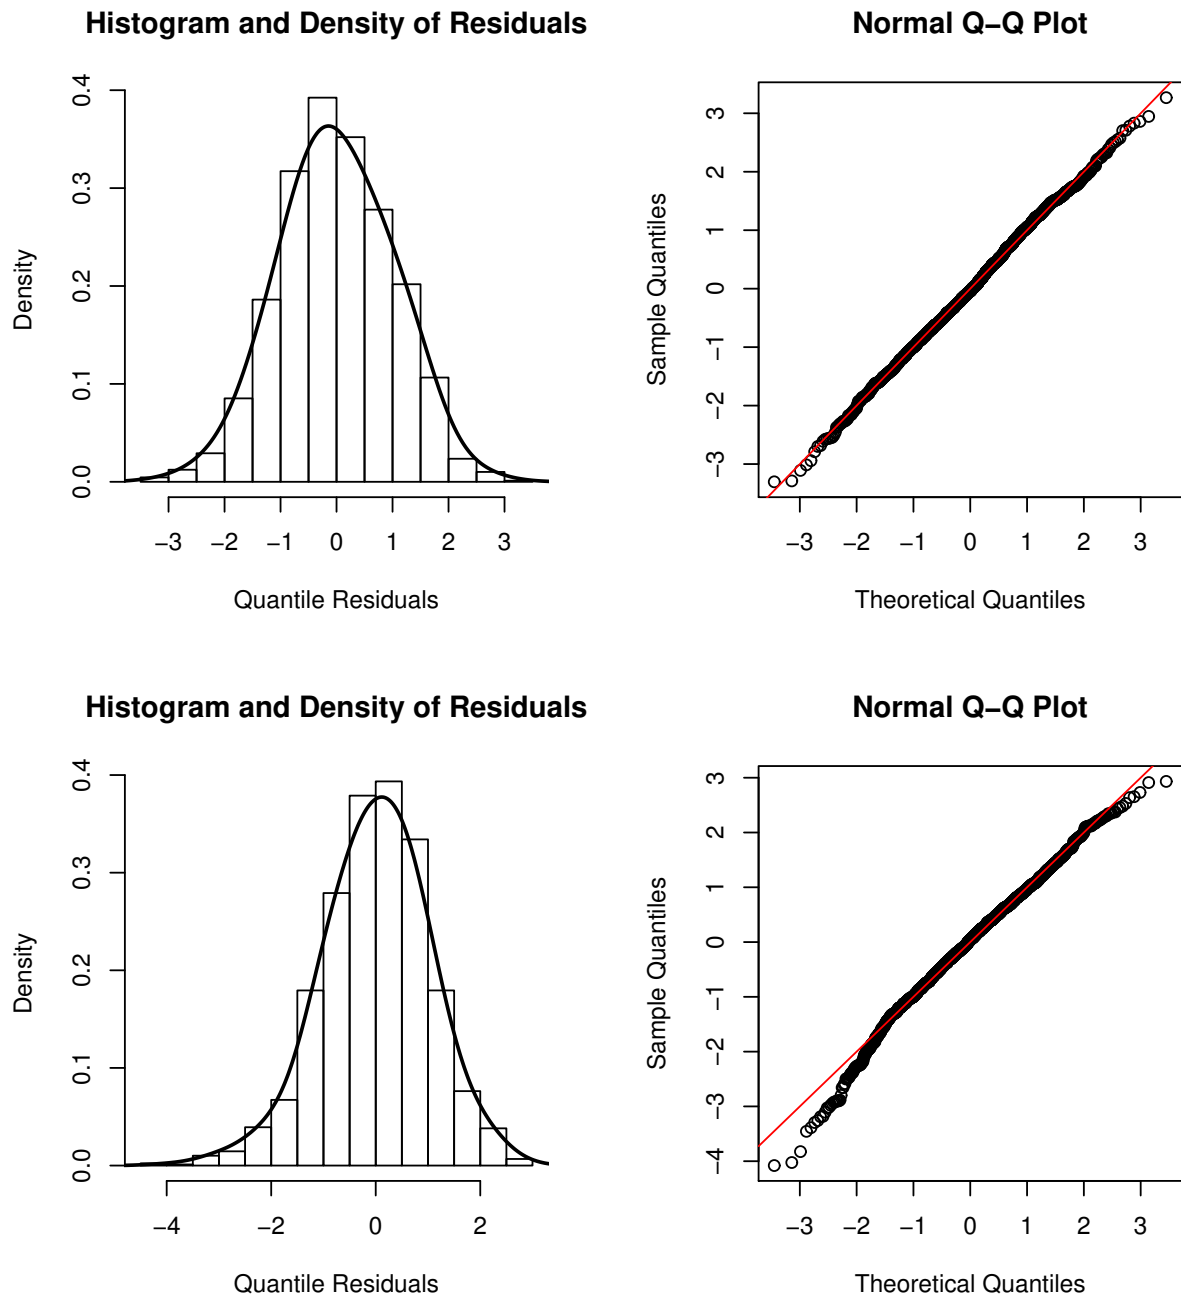 Histogram and Density of Residuals
Normal Q−Q Plot
Density
0.0 0.1 0.2 0.3 0.4
−3 −2 −1 0 1 2 3
Quantile Residuals
Sample Quantiles
−3 −2 −1 0 1 2 3
−3 −2 −1 0 1 2 3
Theoretical Quantiles
Histogram and Density of Residuals
Normal Q−Q Plot
Density
0.0 0.1 0.2 0.3 0.4
−4 −2 0 2
Quantile Residuals
Sample Quantiles
−4 −3 −2 −1 0 1 2 3
−3 −2 −1 0 1 2 3
Theoretical Quantiles